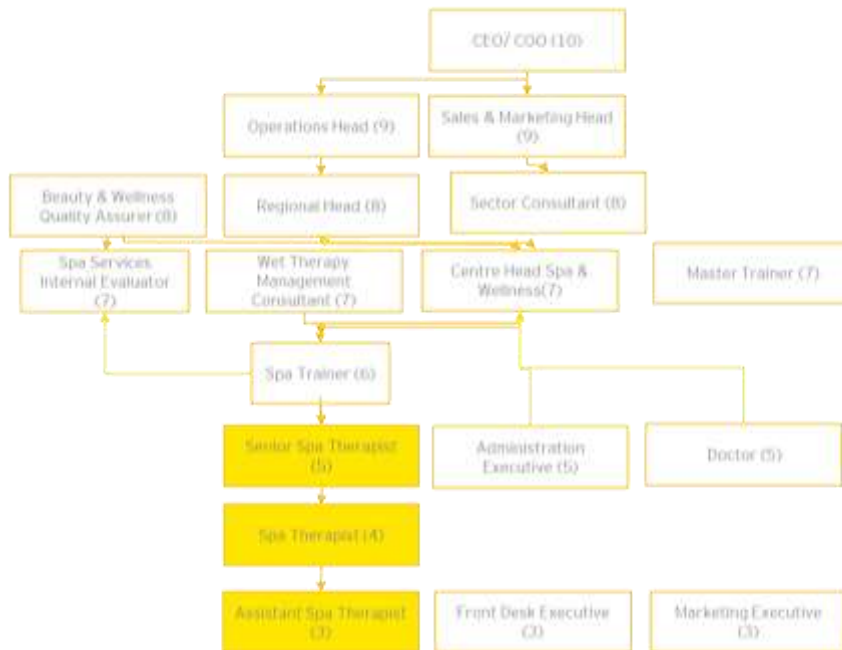 CEO/ COO (10)
Operations Head (9)
Sales & Marketing Head
(9)
Beauty & Wellness
Quality Assurer (8)
Regional Head (8)
Sector Consultant (8)
Spa Services
Internal Evaluator
(7)
Wet Therapy
Management
Consultant (7)
Centre Head Spa &
Wellness(7)
Master Trainer (7)
Spa Trainer (6)
Senior Spa Therapist
(5)
Administration
Executive (5)
Doctor (5)
Spa Therapist (4)
Assistant Spa Therapist
(3)
Front Desk Executive
(3)
Marketing Executive
(3)